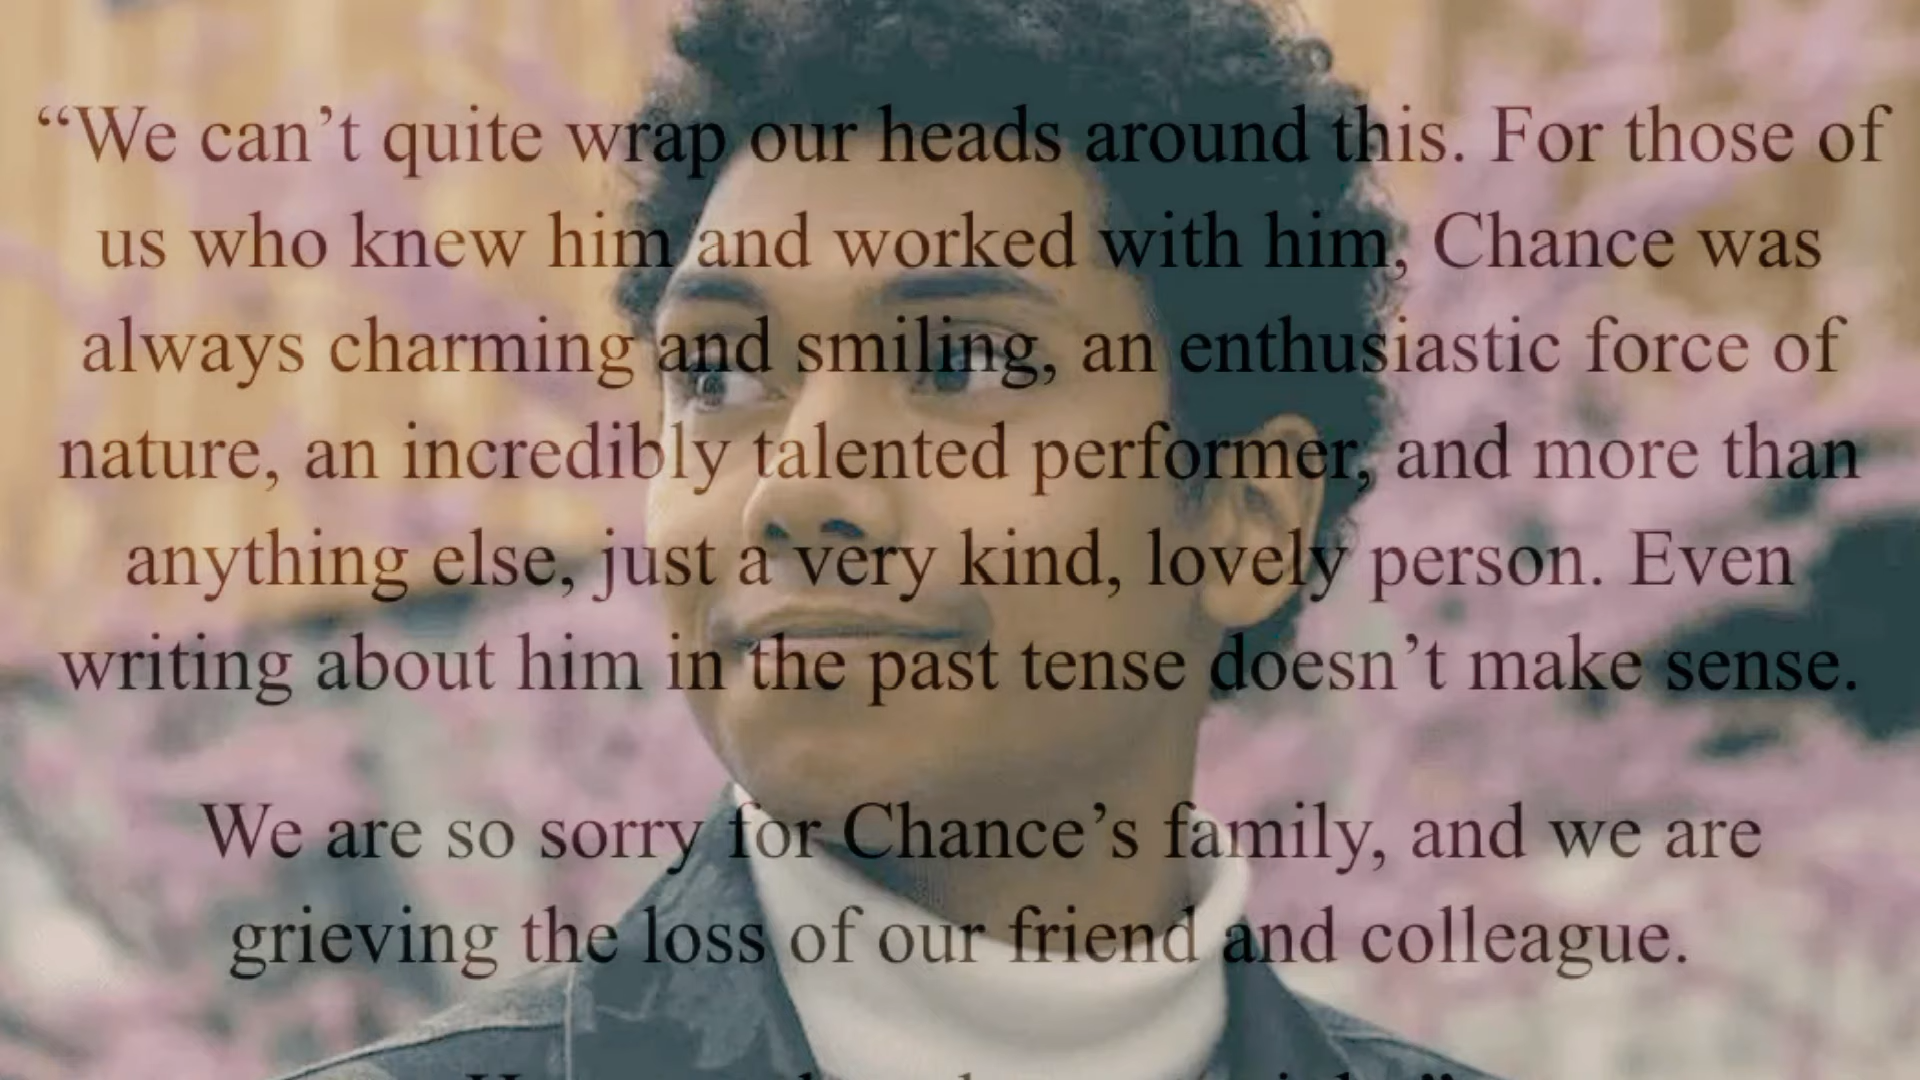 “We can’t quite wrap our heads around this. For those of
us who knew him and worked with him, Chance was
always charming and smiling, an enthusiastic force of
nature, an incredibly talented performer, and more than
anything else, just a very kind, lovely person. Even
writing about him in the past tense doesn’t make sense.
We are so sorry for Chance’s family, and we are
grieving the loss of our friend and colleague.